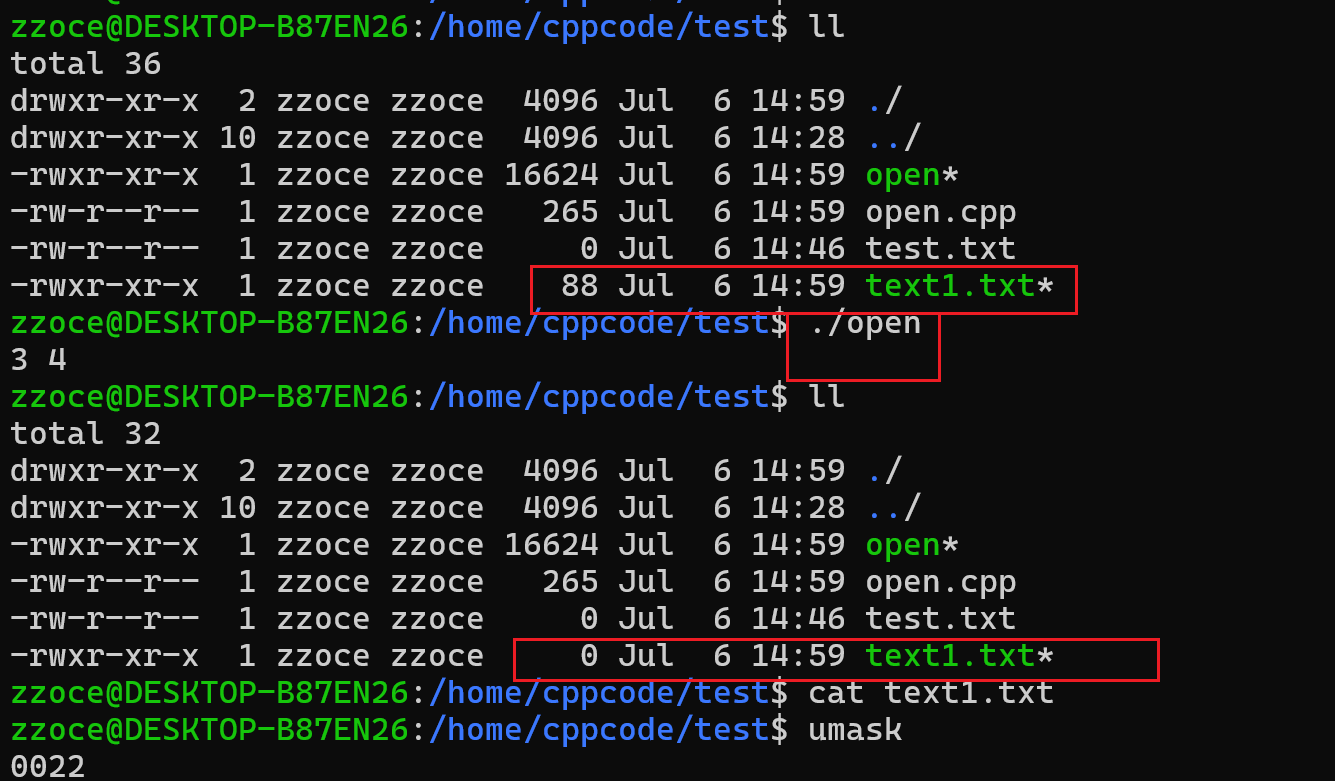 zzoce@DESKTOP-B87EN26:/home/cppcode/test$ ll
total 36
drwxr-xr-x  2 zzoce zzoce  4096 Jul  6 14:59 ./
drwxr-xr-x 10 zzoce zzoce  4096 Jul  6 14:28 ../
-rwxr-xr-x  1 zzoce zzoce 16624 Jul  6 14:59 open*
-rw-r--r--  1 zzoce zzoce   265 Jul  6 14:59 open.cpp
-rw-r--r--  1 zzoce zzoce     0 Jul  6 14:46 test.txt
-rwxr-xr-x  1 zzoce zzoce    88 Jul  6 14:59 text1.txt*
zzoce@DESKTOP-B87EN26:/home/cppcode/test$ ./open
3 4
zzoce@DESKTOP-B87EN26:/home/cppcode/test$ ll
total 32
drwxr-xr-x  2 zzoce zzoce  4096 Jul  6 14:59 ./
drwxr-xr-x 10 zzoce zzoce  4096 Jul  6 14:28 ../
-rwxr-xr-x  1 zzoce zzoce 16624 Jul  6 14:59 open*
-rw-r--r--  1 zzoce zzoce   265 Jul  6 14:59 open.cpp
-rw-r--r--  1 zzoce zzoce     0 Jul  6 14:46 test.txt
-rwxr-xr-x  1 zzoce zzoce     0 Jul  6 14:59 text1.txt*
zzoce@DESKTOP-B87EN26:/home/cppcode/test$ cat text1.txt
zzoce@DESKTOP-B87EN26:/home/cppcode/test$ umask
0022